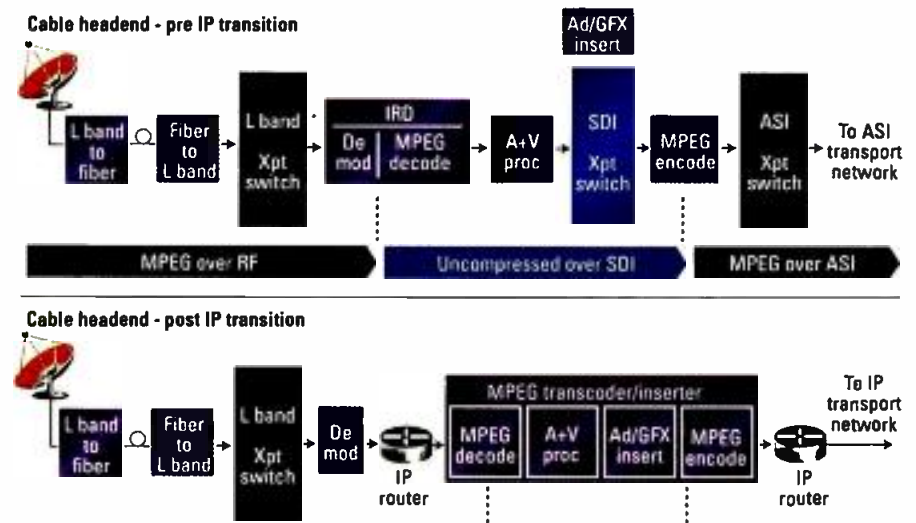 Cable headend - pre IP transition
Ad/GFX
insert
L band
to
fiber
Fiber
to
L band
L band
Xpt
switch
IRD
De
mod
MPEG
decode
A+V
proc
SDI
Xpt
switch
MPEG
encode
ASI
Xpt
switch
To ASI
transport
network
MPEG over RF
Uncompressed over SDI
MPEG over ASI
Cable headend - post IP transition
L band
to
fiber
Fiber
to
L band
L band
Xpt
switch
De
mod
IP
router
MPEG transcoder/inserter
MPEG
decode
A+V
proc
Ad/GFX
insert
MPEG
encode
IP
router
To IP
transport
network